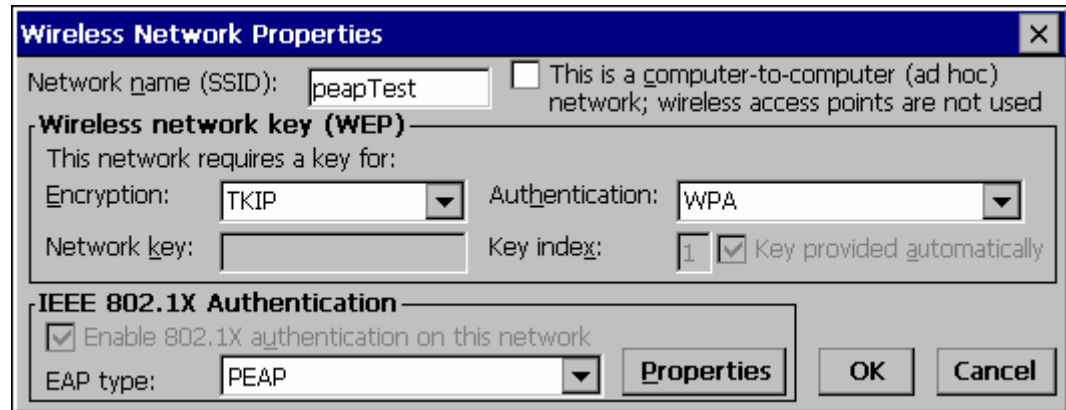 Wireless Network Properties
Network name (SSID): peapTest This is a computer-to-computer (ad hoc)
network; wireless access points are not used
Wireless network key (WEP)
This network requires a key for:
Encryption: TKIP Authentication: WPA
Network key: Key index: 1 Key provided automatically
IEEE 802.1X Authentication
Enable 802.1X authentication on this network
EAP type: PEAP Properties OK Cancel